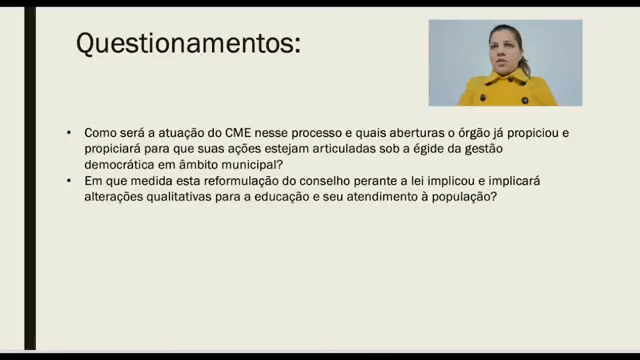 Questionamentos:
• Como será a atuação do CME nesse processo e quais aberturas o órgão já propiciou e
propiciará para que suas ações estejam articuladas sob a égide da gestão
democrática em âmbito municipal?
• Em que medida esta reformulação do conselho perante a lei implicou e implicará
alterações qualitativas para a educação e seu atendimento à população?